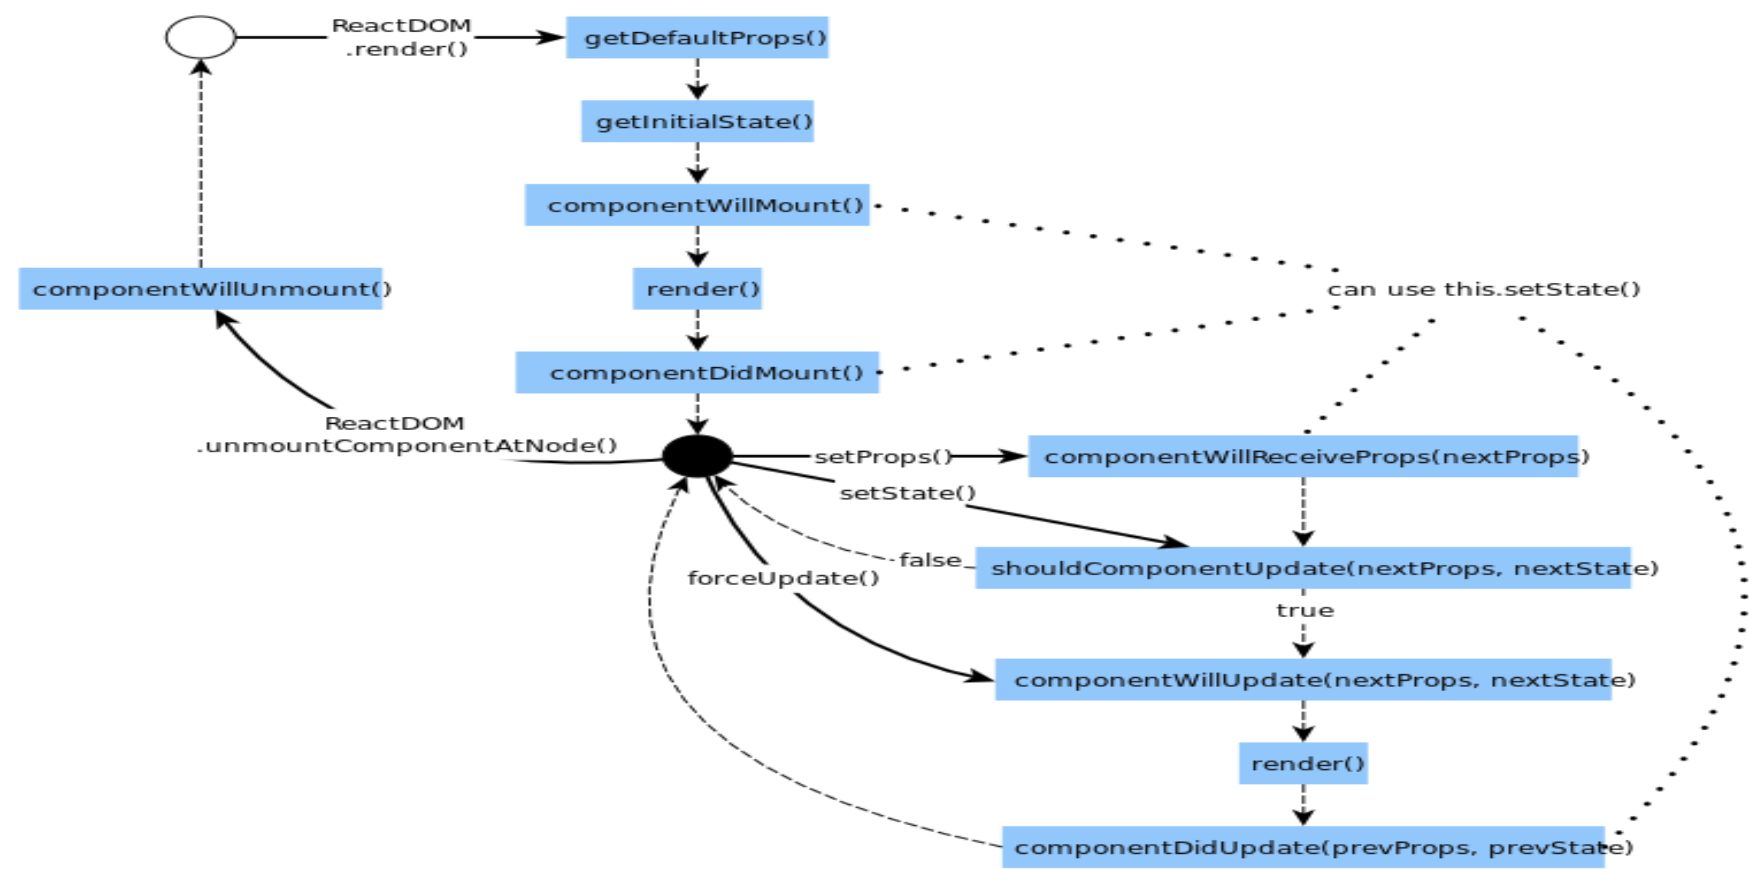 ReactDOM
.render()
getDefaultProps()
getInitialState()
componentWillMount()
componentWillUnmount()
render()
can use this.setState()
componentDidMount()
ReactDOM
.unmountComponentAtNode()
setProps()
componentWillReceiveProps(nextProps)
setState()
false
shouldComponentUpdate(nextProps, nextState)
forceUpdate()
true
componentWillUpdate(nextProps, nextState)
render()
componentDidUpdate(prevProps, prevState)